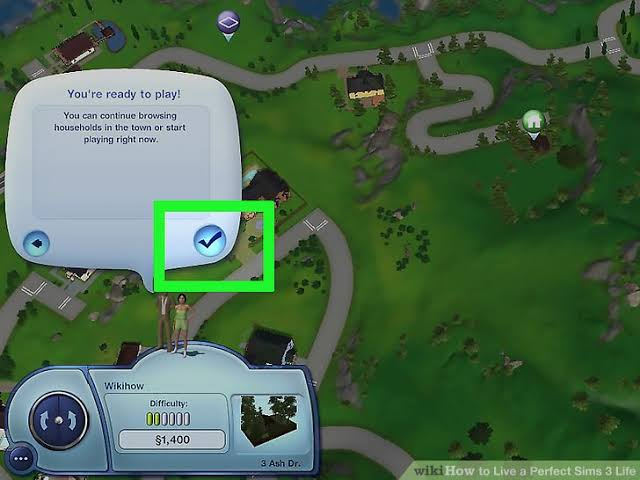 You're ready to play!
You can continue browsing
households in the town or start
playing right now.
Wikihow
Difficulty:
§1,400
3 Ash Dr.
wikiHow to Live a Perfect Sims 3 Life